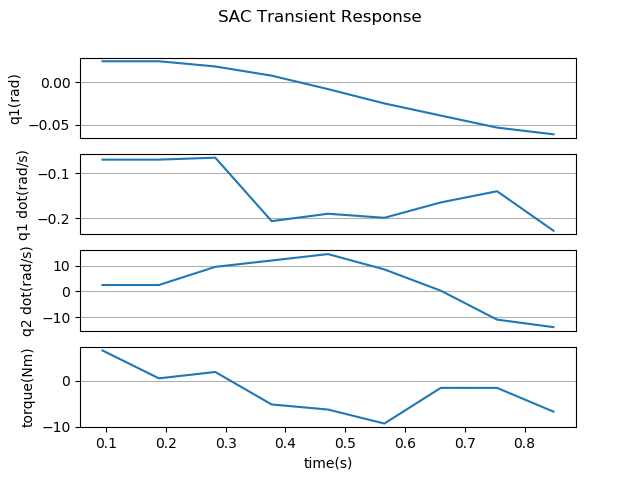 SAC Transient Response
q1(rad)
0.00
−0.05
q1 dot(rad/s)
−0.1
−0.2
q2 dot(rad/s)
10
0
−10
torque(Nm)
0
−10
0.1 0.2 0.3 0.4 0.5 0.6 0.7 0.8
time(s)